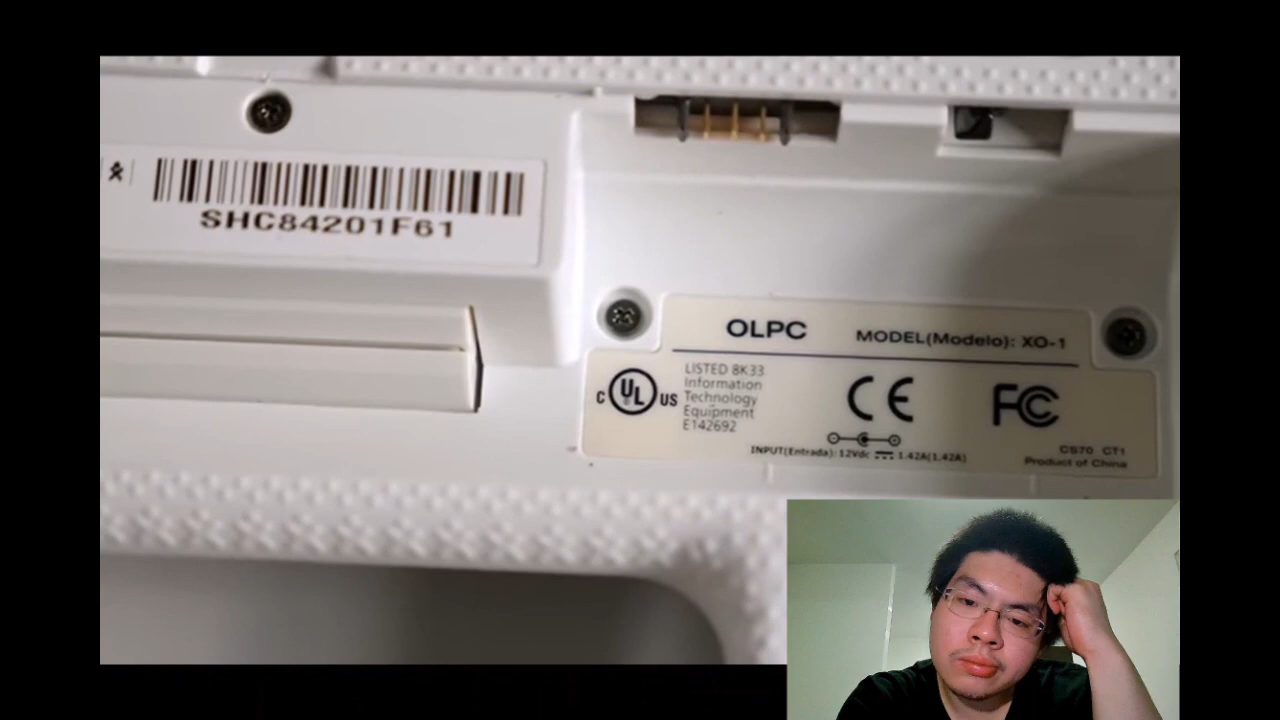 SHC84201F61
OLPC MODEL(Modelo): XO-1
C UL US
LISTED 8K33
Information
Technology
Equipment
E142692
CE FC
INPUT(Entrada): 12Vdc 1.42A(1.42A)
CS70 CT1
Product of China